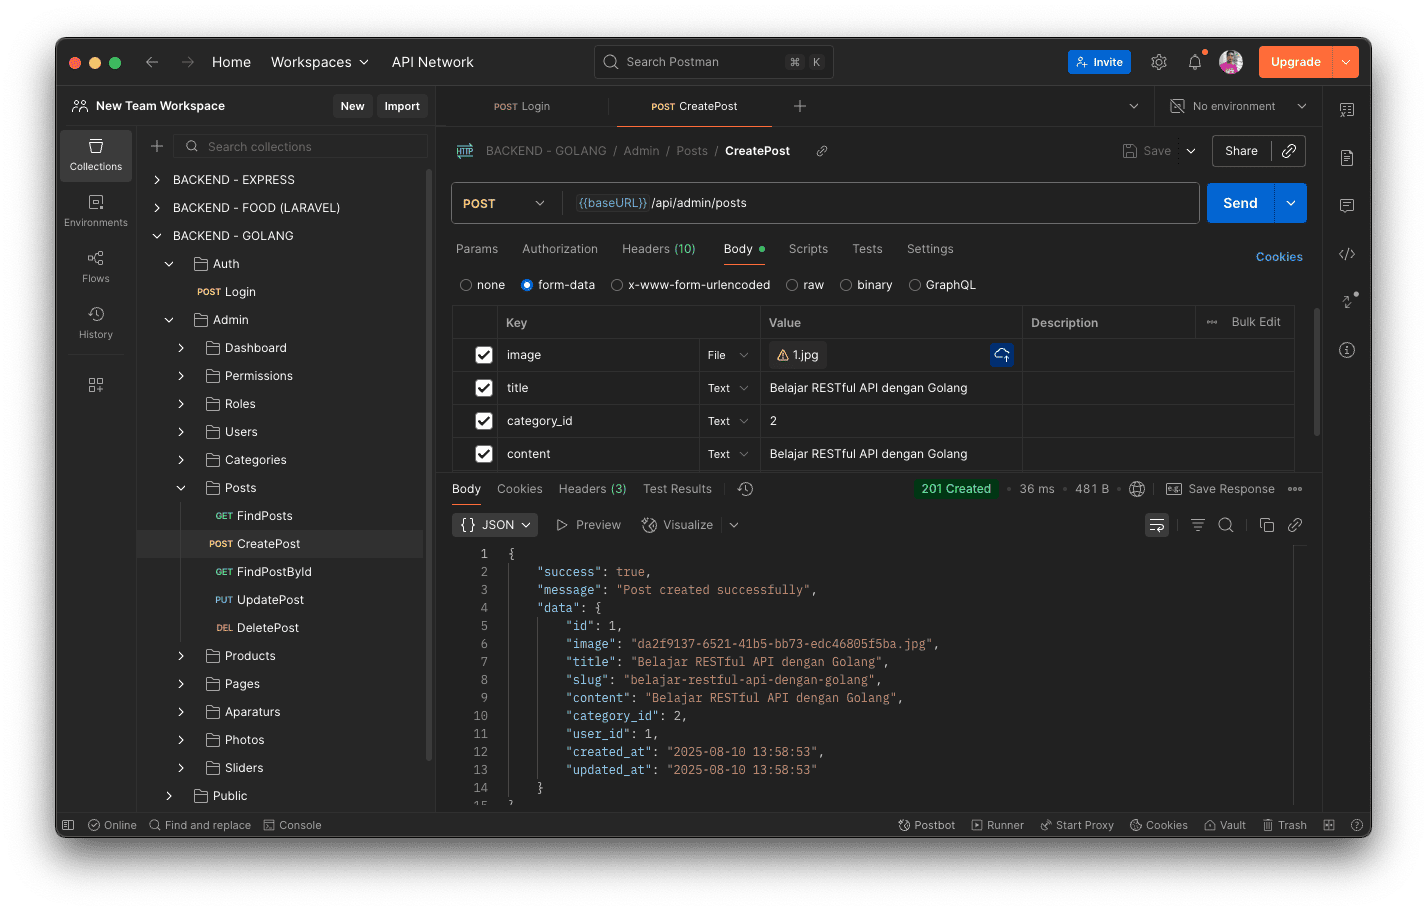 Home Workspaces API Network Search Postman ⌘ K Invite Upgrade
New Team Workspace New Import POST Login POST CreatePost No environment
Collections
Environments
Flows
History
Search collections
BACKEND - EXPRESS
BACKEND - FOOD (LARAVEL)
BACKEND - GOLANG
Auth
POST Login
Admin
Dashboard
Permissions
Roles
Users
Categories
Posts
GET FindPosts
POST CreatePost
GET FindPostById
PUT UpdatePost
DEL DeletePost
Products
Pages
Aparaturs
Photos
Sliders
Public
HTTP BACKEND - GOLANG / Admin / Posts / CreatePost Save Share
POST {{baseURL}} /api/admin/posts Send
Params Authorization Headers (10) Body Scripts Tests Settings Cookies
none form-data x-www-form-urlencoded raw binary GraphQL
Key Value Description Bulk Edit
image File 1.jpg
title Text Belajar RESTful API dengan Golang
category_id Text 2
content Text Belajar RESTful API dengan Golang
Body Cookies Headers (3) Test Results 201 Created 36 ms 481 B e.g. Save Response
{} JSON Preview Visualize
1 {
2 "success": true,
3 "message": "Post created successfully",
4 "data": {
5 "id": 1,
6 "image": "da2f9137-6521-41b5-bb73-edc46805f5ba.jpg",
7 "title": "Belajar RESTful API dengan Golang",
8 "slug": "belajar-restful-api-dengan-golang",
9 "content": "Belajar RESTful API dengan Golang",
10 "category_id": 2,
11 "user_id": 1,
12 "created_at": "2025-08-10 13:58:53",
13 "updated_at": "2025-08-10 13:58:53"
14 }
15 }
Online Find and replace Console Postbot Runner Start Proxy Cookies Vault Trash